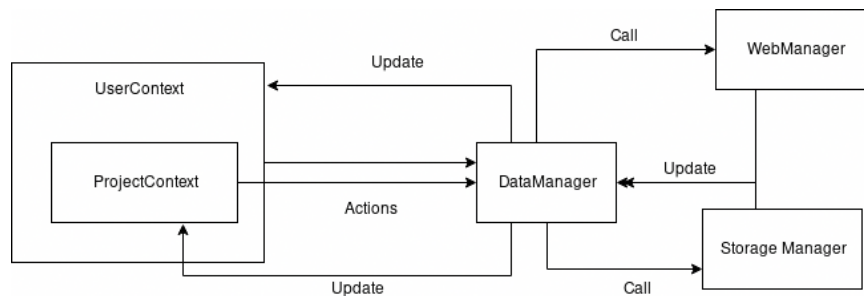 Call
WebManager
Update
UserContext
ProjectContext
DataManager
Update
Actions
Storage Manager
Update
Call